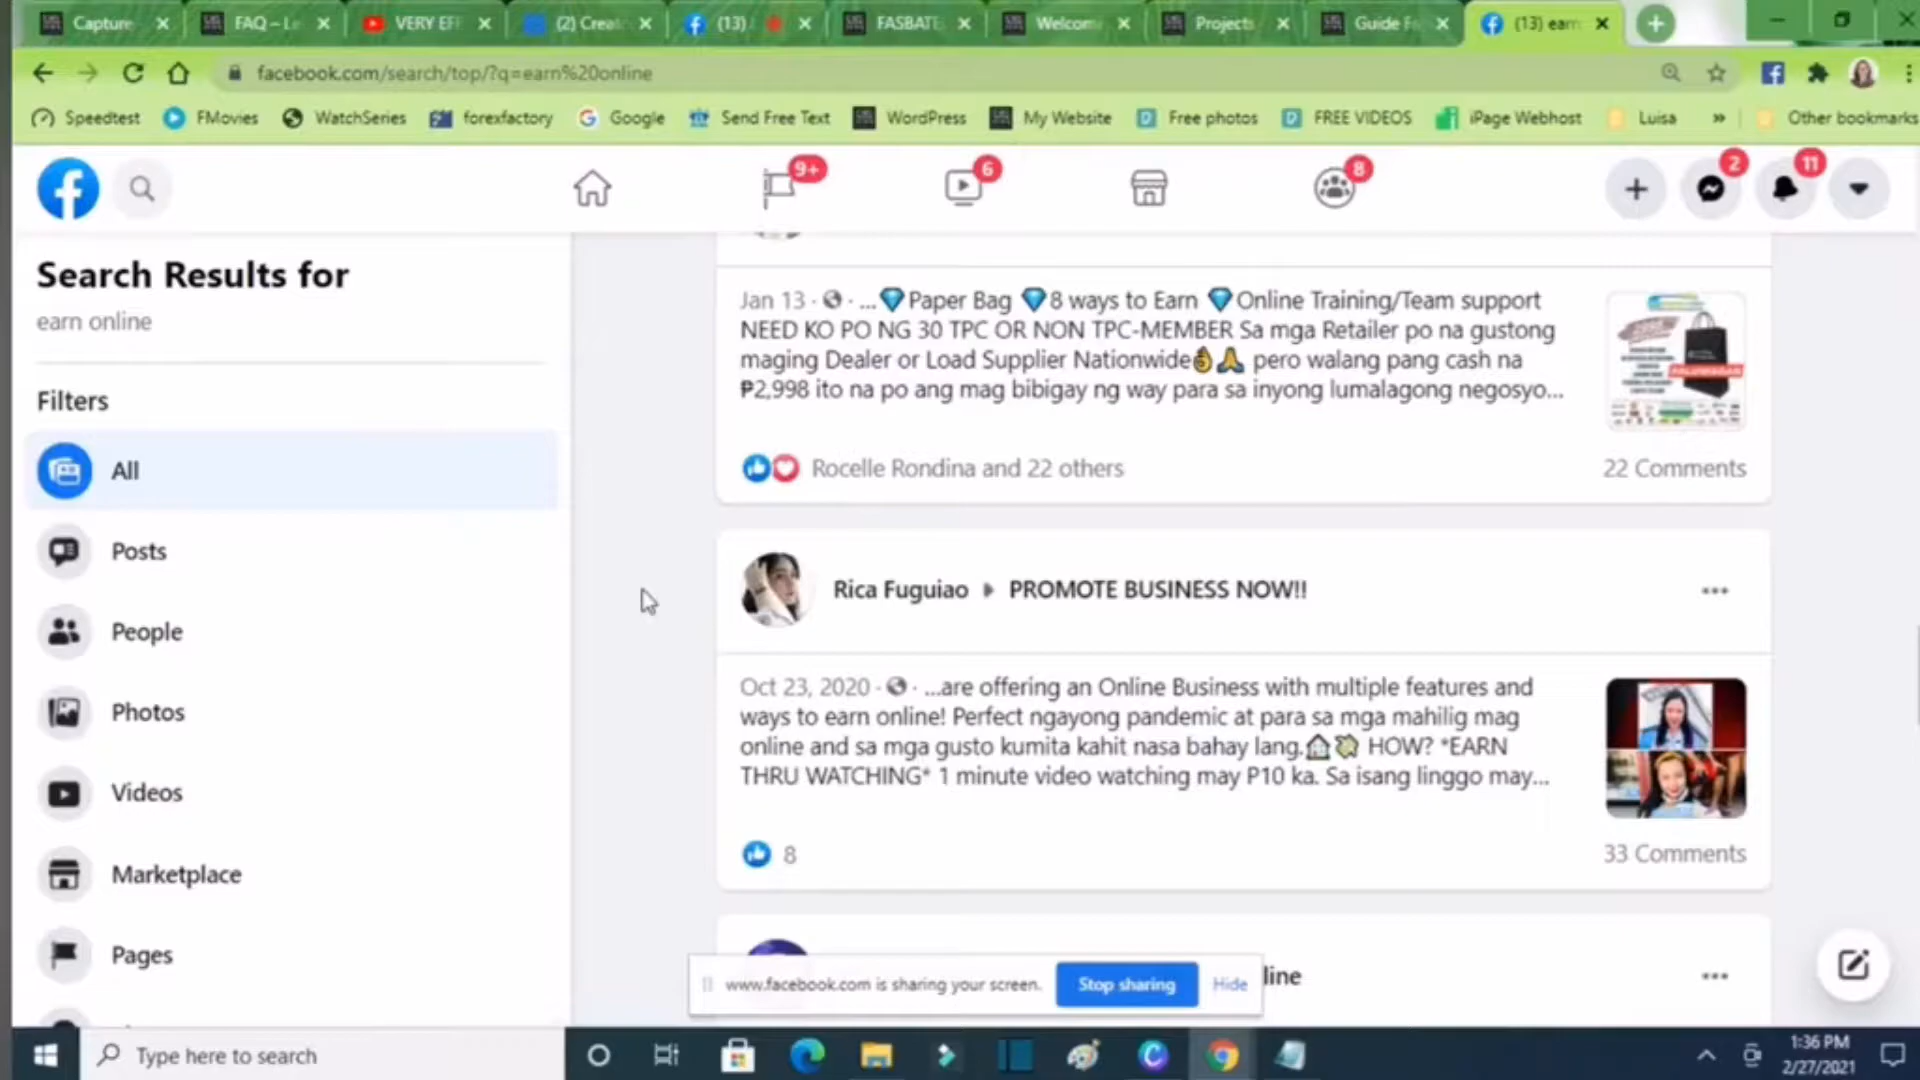 Capture
FAQ – Le
VERY EFF
(2) Creat
(13)
FASBATE
Welcom
Projects
Guide F
(13) earn
facebook.com/search/top/?q=earn%20online
Speedtest
FMovies
WatchSeries
forexfactory
Google
Send Free Text
WordPress
My Website
Free photos
FREE VIDEOS
iPage Webhost
Luisa
»
Other bookmarks
9+
6
8
2
11
Search Results for
earn online
Filters
All
Posts
People
Photos
Videos
Marketplace
Pages
Jan 13 · ...💎Paper Bag 💎8 ways to Earn 💎Online Training/Team support
NEED KO PO NG 30 TPC OR NON TPC-MEMBER Sa mga Retailer po na gustong
maging Dealer or Load Supplier Nationwide👌🙏 pero walang pang cash na
₱2,998 ito na po ang mag bibigay ng way para sa inyong lumalagong negosyo...
Rocelle Rondina and 22 others
22 Comments
Rica Fuguiao ▸ PROMOTE BUSINESS NOW!!
Oct 23, 2020 · ...are offering an Online Business with multiple features and
ways to earn online! Perfect ngayong pandemic at para sa mga mahilig mag
online and sa mga gusto kumita kahit nasa bahay lang.🏠💸 HOW? *EARN
THRU WATCHING* 1 minute video watching may P10 ka. Sa isang linggo may...
8
33 Comments
line
www.facebook.com is sharing your screen.
Stop sharing
Hide
Type here to search
1:36 PM
2/27/2021